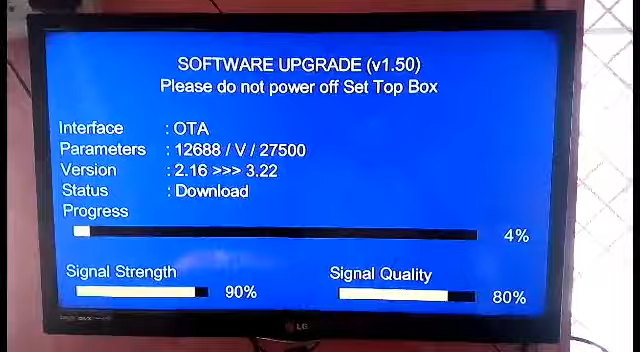 SOFTWARE UPGRADE (v1.50)
Please do not power off Set Top Box
Interface : OTA
Parameters : 12688 / V / 27500
Version : 2.16 >>> 3.22
Status : Download
Progress
4%
Signal Strength
90%
Signal Quality
80%
LG